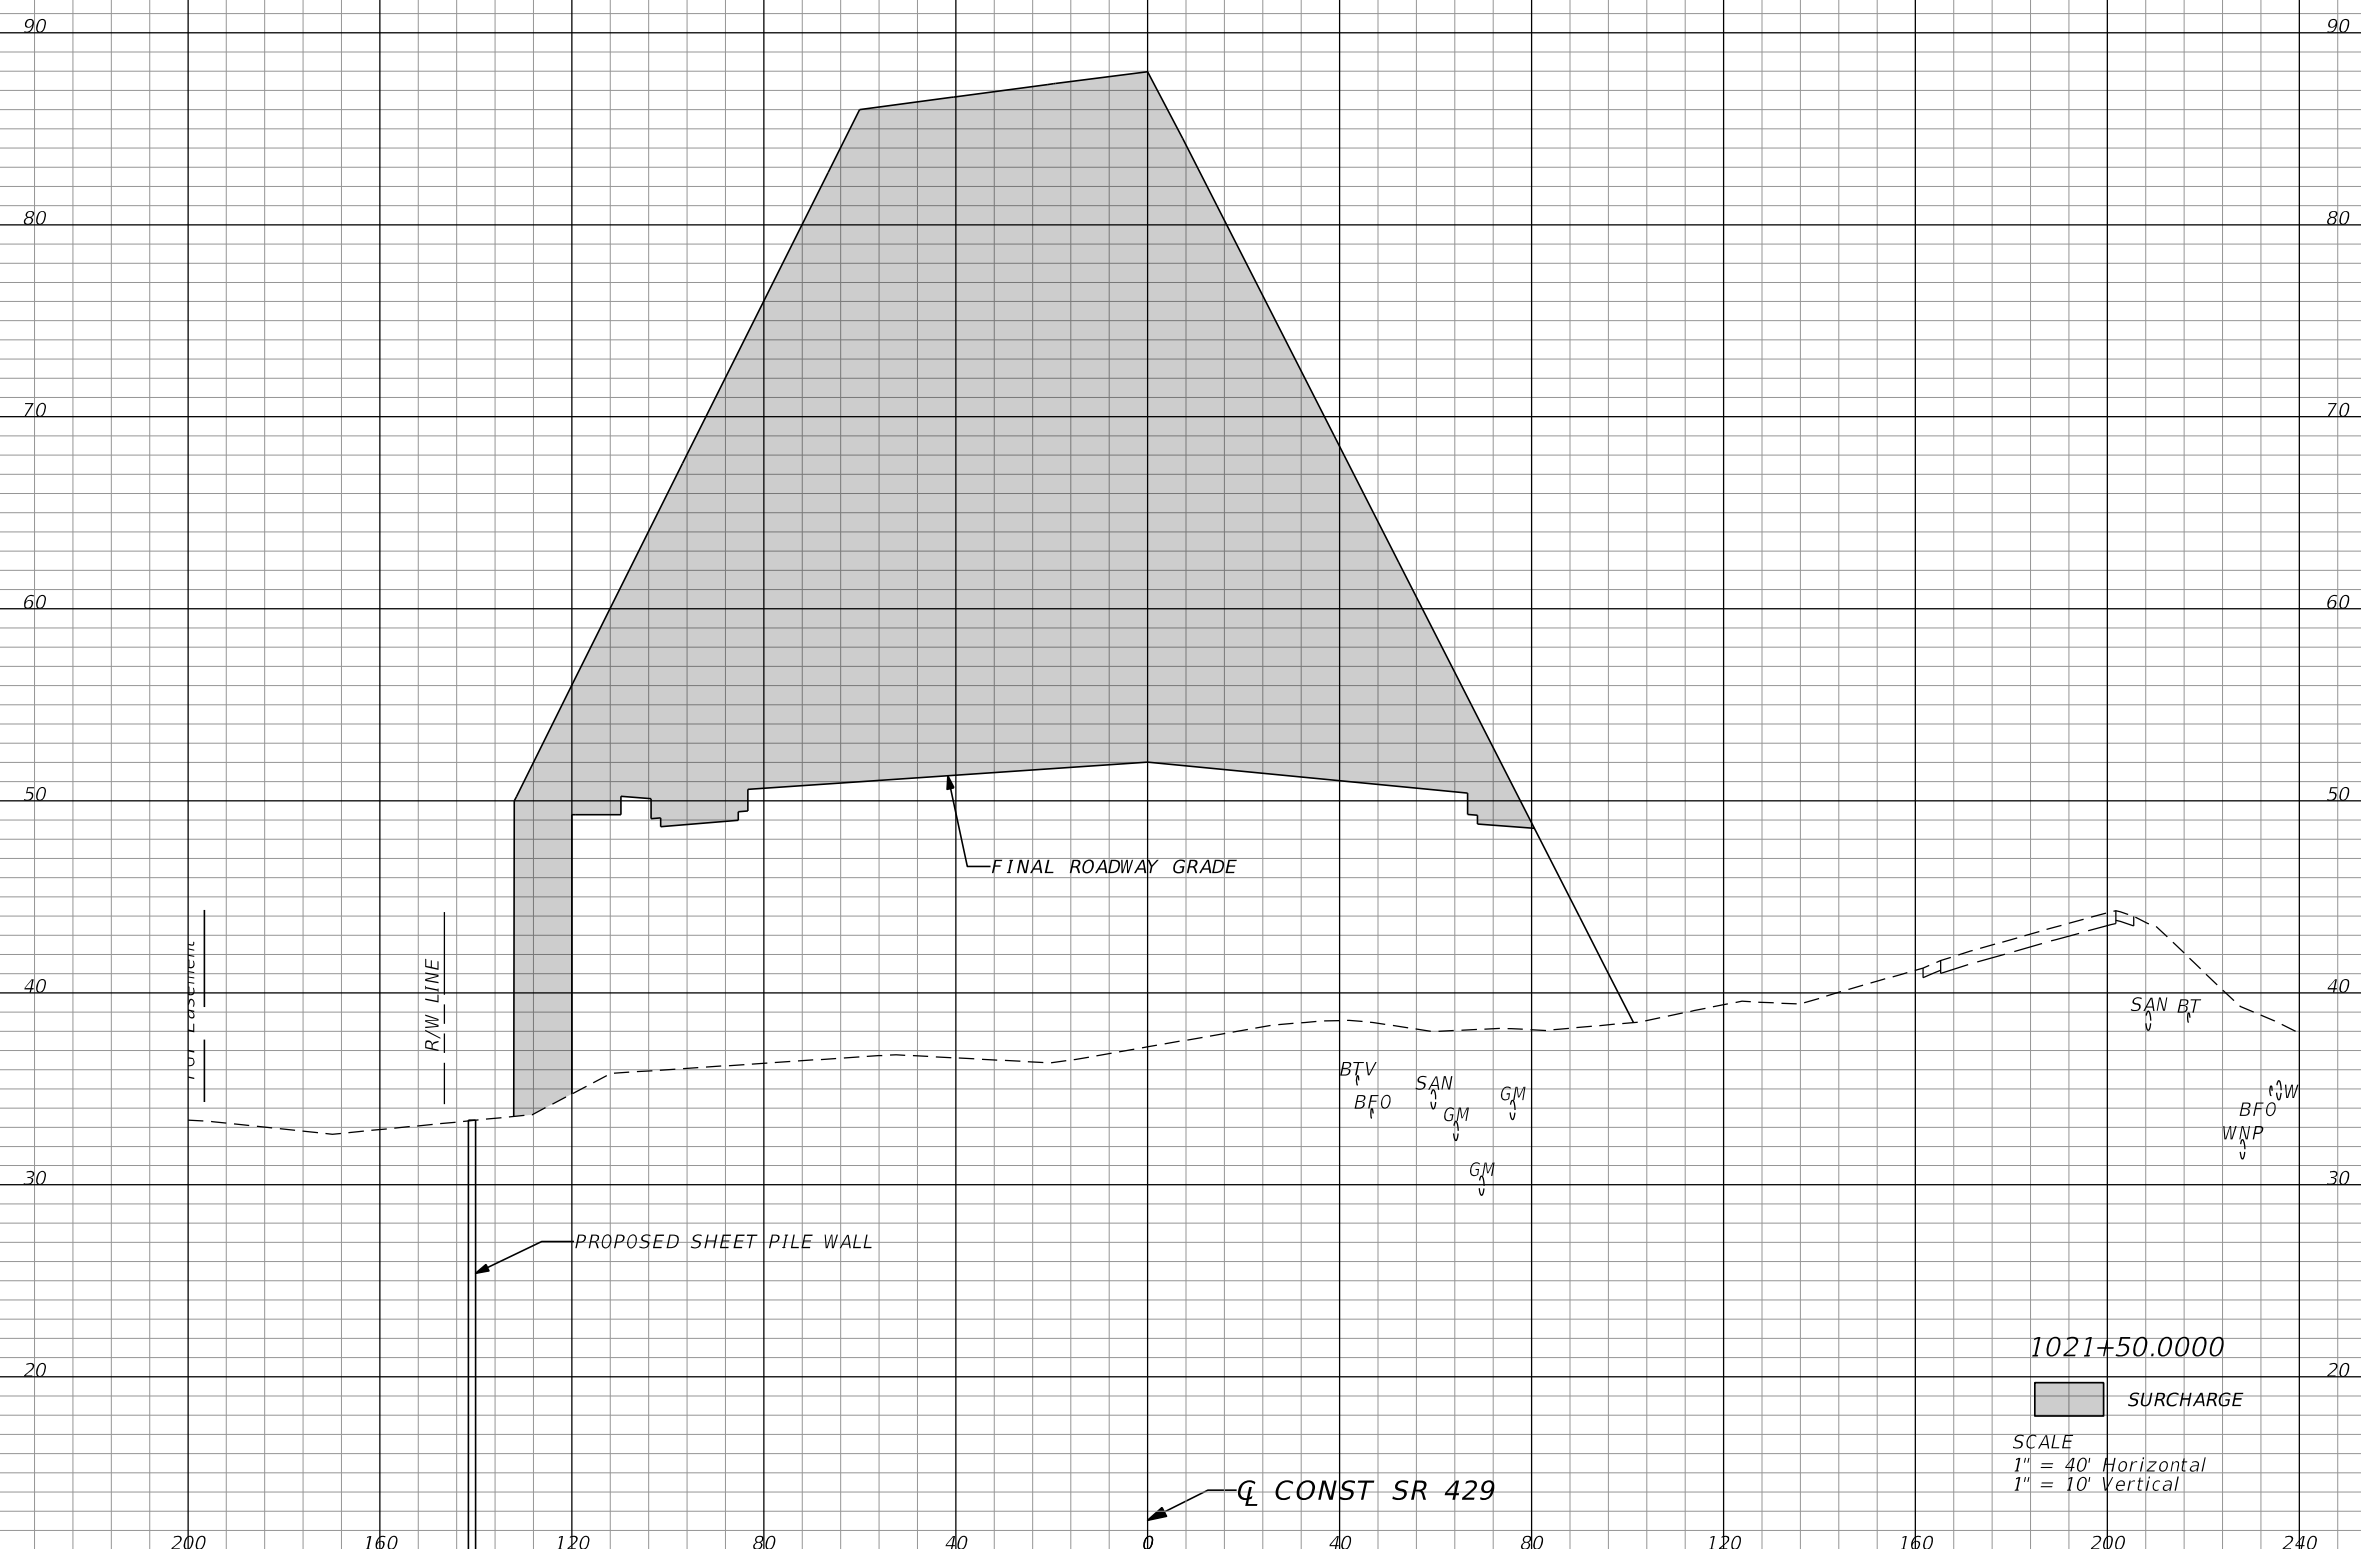 90 90
80 80
70 70
60 60
50 50
FINAL ROADWAY GRADE
R/W LINE
40 40
SAN BT
BTV
SAN
GM
W
BFO
GM
BFO
WNP
GM
30 30
PROPOSED SHEET PILE WALL
1021+50.0000
20 20
SURCHARGE
SCALE
1" = 40' Horizontal
1" = 10' Vertical
℄ CONST SR 429
200 160 120 80 40 0 40 80 120 160 200 240